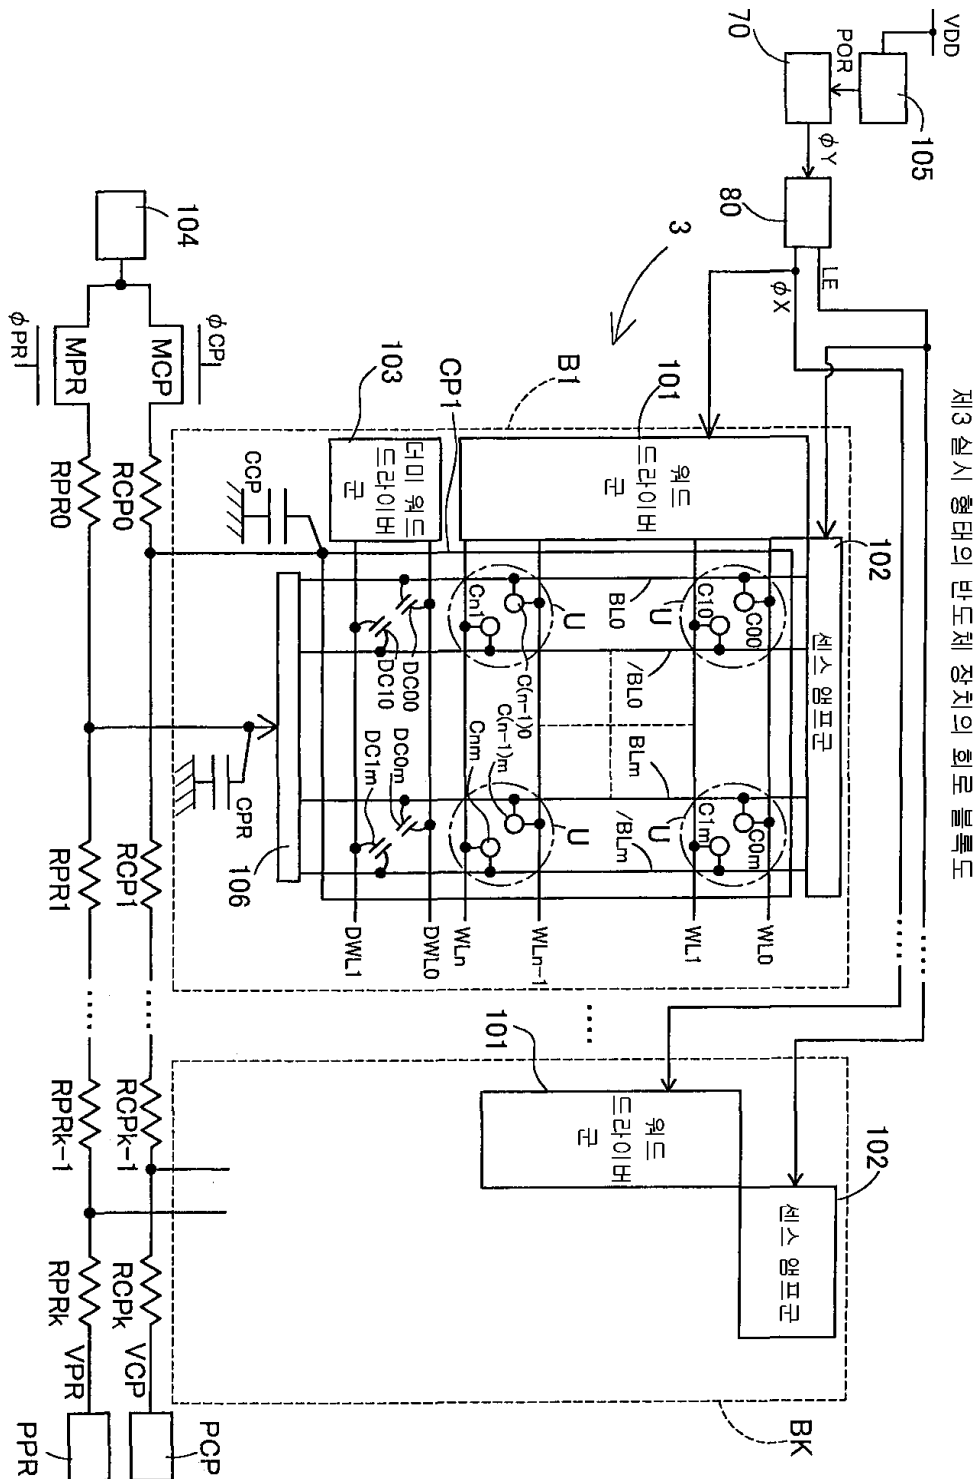 제3 실시 형태의 반도체 장치의 회로 블록도
VDD
105
POR
70
φY
80
LE
φX
3
B1
101
워드
드라이버
군
102
센스 앰프군
103
더미 워드
드라이버
군
CP1
CCP
104
φCP
MCP
φPR
MPR
RCP0
RPR0
C00
C10
U
BL0
/BL0
C(n-1)0
Cn1
U
DC00
DC10
C0m
C1m
U
BLm
/BLm
C(n-1)m
Cnm
U
DC0m
DC1m
WL0
WL1
WLn-1
WLn
DWL0
DWL1
106
CPR
RCP1
RPR1
101
워드
드라이버
군
102
센스 앰프군
BK
RCPk-1
RPRk-1
RCPk
RPRk
VCP
VPR
PCP
PPR